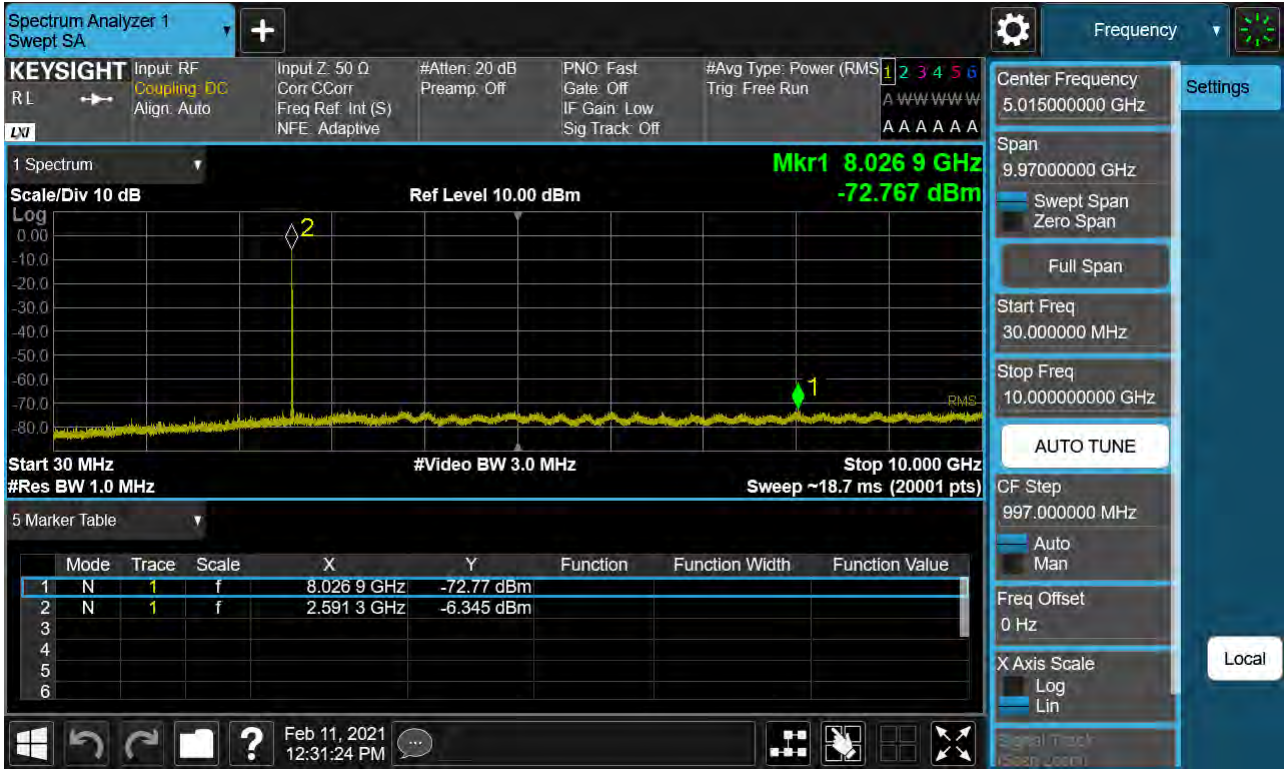 Spectrum Analyzer 1
Swept SA
+
Frequency
KEYSIGHT
RL
LXI
Input: RF
Coupling: DC
Align: Auto
Input Z: 50 Ω
Corr CCorr
Freq Ref: Int (S)
NFE: Adaptive
#Atten: 20 dB
Preamp: Off
PNO: Fast
Gate: Off
IF Gain: Low
Sig Track: Off
#Avg Type: Power (RMS
Trig: Free Run
1 2 3 4 5 6
A W W W W W
A A A A A A
1 Spectrum
Scale/Div 10 dB
Ref Level 10.00 dBm
Mkr1 8.026 9 GHz
-72.767 dBm
Log
0.00
-10.0
-20.0
-30.0
-40.0
-50.0
-60.0
-70.0
-80.0
2
1
RMS
Start 30 MHz
#Video BW 3.0 MHz
Stop 10.000 GHz
#Res BW 1.0 MHz
Sweep ~18.7 ms (20001 pts)
5 Marker Table
Mode Trace Scale X Y Function Function Width Function Value
1 N 1 f 8.026 9 GHz -72.77 dBm
2 N 1 f 2.591 3 GHz -6.345 dBm
3
4
5
6
?
Feb 11, 2021
12:31:24 PM
Center Frequency
5.015000000 GHz
Span
9.97000000 GHz
Swept Span
Zero Span
Full Span
Start Freq
30.000000 MHz
Stop Freq
10.000000000 GHz
AUTO TUNE
CF Step
997.000000 MHz
Auto
Man
Freq Offset
0 Hz
X Axis Scale
Log
Lin
Signal Track
(Span Zoom)
Settings
Local